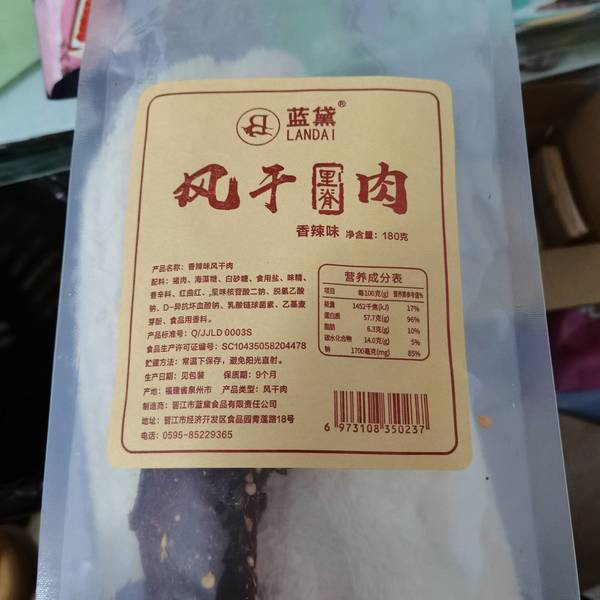 蓝黛®
LANDAI
风干里脊肉
香辣味 净含量：180克
产品名称：香辣味风干肉
配料：猪肉、海藻糖、白砂糖、食用盐、味精、
香辛料、红曲红、呈味核苷酸二钠、脱氢乙酸
钠、D-异抗坏血酸钠、乳酸链球菌素、乙基麦
芽酚、食品用香料。
产品标准号：Q/JJLD 0003S
食品生产许可证编号：SC10435058204478
贮藏方法：常温下保存，避免阳光直射。
生产日期：见包装 保质期：9个月
产地：福建省泉州市 产品类型：风干肉
制造商：晋江市蓝黛食品有限责任公司
地址：晋江市经济开发区食品园青莲路18号
电话：0595-85229365
营养成分表
项目 每100克(g) 营养素参考值%
能量 1452千焦(kJ) 17%
蛋白质 57.7克(g) 96%
脂肪 6.3克(g) 10%
碳水化合物 14.0克(g) 5%
钠 1700毫克(mg) 85%
6 973108 350237